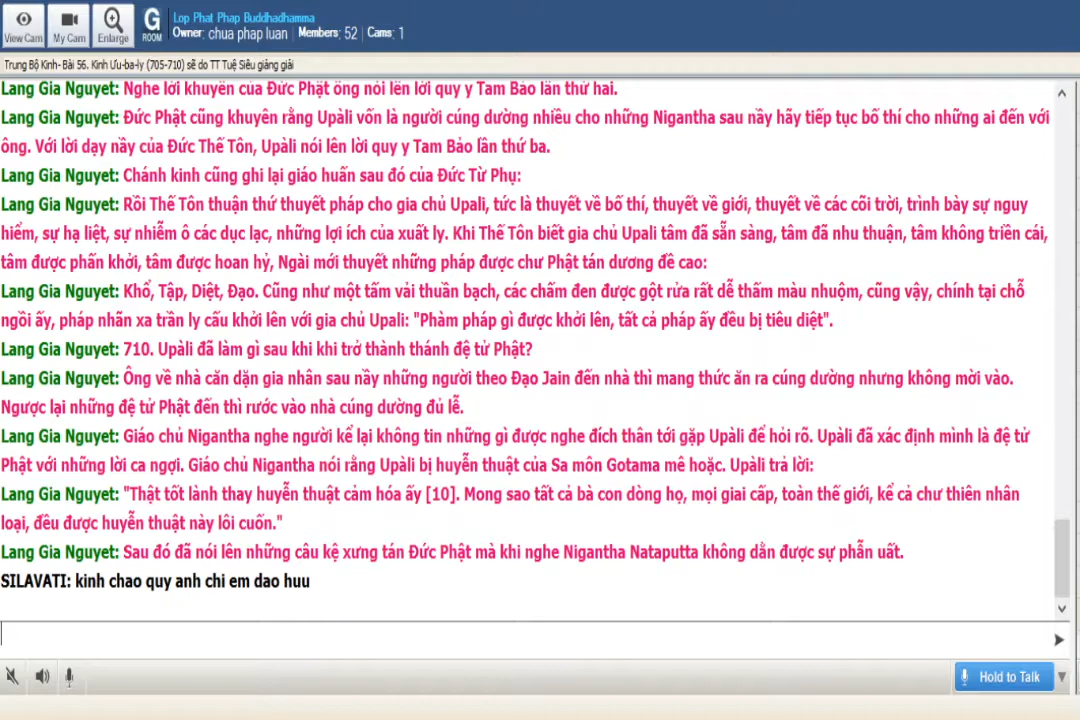 View Cam
My Cam
Enlarge
G
ROOM
Lop Phat Phap Buddhadhamma
Owner: chua phap luan | Members: 52 | Cams: 1
Trung Bộ Kinh- Bài 56. Kinh Ưu-ba-ly (705-710) sẽ do TT Tuệ Siêu giảng giải
Lang Gia Nguyet: Nghe lời khuyên của Đức Phật ông nói lên lời quy y Tam Bảo lần thứ hai.
Lang Gia Nguyet: Đức Phật cũng khuyên rằng Upàli vốn là người cúng dường nhiều cho những Nigantha sau nầy hãy tiếp tục bố thí cho những ai đến với
ông. Với lời dạy nầy của Đức Thế Tôn, Upàli nói lên lời quy y Tam Bảo lần thứ ba.
Lang Gia Nguyet: Chánh kinh cũng ghi lại giáo huấn sau đó của Đức Từ Phụ:
Lang Gia Nguyet: Rồi Thế Tôn thuận thứ thuyết pháp cho gia chủ Upali, tức là thuyết về bố thí, thuyết về giới, thuyết về các cõi trời, trình bày sự nguy
hiểm, sự hạ liệt, sự nhiễm ô các dục lạc, những lợi ích của xuất ly. Khi Thế Tôn biết gia chủ Upali tâm đã sẵn sàng, tâm đã nhu thuận, tâm không triền cái,
tâm được phấn khởi, tâm được hoan hỷ, Ngài mới thuyết những pháp được chư Phật tán dương đề cao:
Lang Gia Nguyet: Khổ, Tập, Diệt, Đạo. Cũng như một tấm vải thuần bạch, các chấm đen được gột rửa rất dễ thấm màu nhuộm, cũng vậy, chính tại chỗ
ngồi ấy, pháp nhãn xa trần ly cấu khởi lên với gia chủ Upali: "Phàm pháp gì được khởi lên, tất cả pháp ấy đều bị tiêu diệt".
Lang Gia Nguyet: 710. Upàli đã làm gì sau khi khi trở thành thánh đệ tử Phật?
Lang Gia Nguyet: Ông về nhà căn dặn gia nhân sau nầy những người theo Đạo Jain đến nhà thì mang thức ăn ra cúng dường nhưng không mời vào.
Ngược lại những đệ tử Phật đến thì rước vào nhà cúng dường đủ lễ.
Lang Gia Nguyet: Giáo chủ Nigantha nghe người kể lại không tin những gì được nghe đích thân tới gặp Upàli để hỏi rõ. Upàli đã xác định mình là đệ tử
Phật với những lời ca ngợi. Giáo chủ Nigantha nói rằng Upàli bị huyễn thuật của Sa môn Gotama mê hoặc. Upàli trả lời:
Lang Gia Nguyet: "Thật tốt lành thay huyễn thuật cảm hóa ấy [10]. Mong sao tất cả bà con dòng họ, mọi giai cấp, toàn thế giới, kể cả chư thiên nhân
loại, đều được huyễn thuật này lôi cuốn."
Lang Gia Nguyet: Sau đó đã nói lên những câu kệ xưng tán Đức Phật mà khi nghe Nigantha Nataputta không dằn được sự phẫn uất.
SILAVATI: kinh chao quy anh chi em dao huu
Hold to Talk